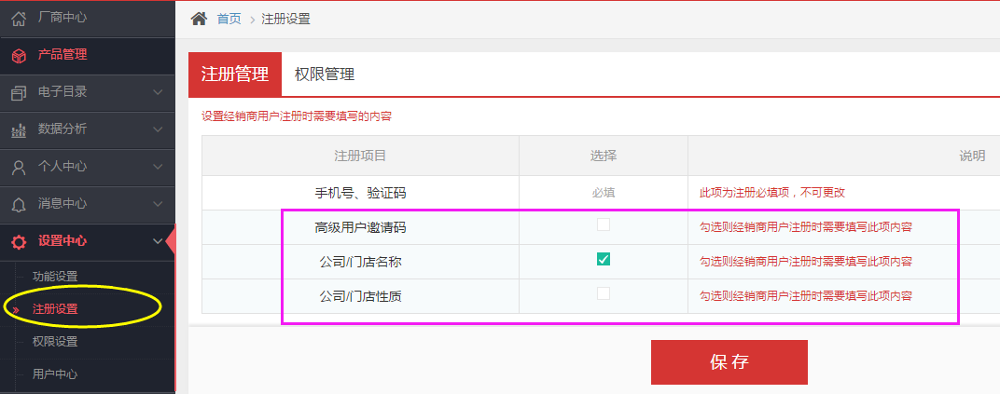 厂商中心
产品管理
电子目录
数据分析
个人中心
消息中心
设置中心
功能设置
注册设置
权限设置
用户中心
首页 > 注册设置
注册管理 权限管理
设置经销商用户注册时需要填写的内容
注册项目 选择 说明
手机号、验证码 必填 此项为注册必填项，不可更改
高级用户邀请码 勾选则经销商用户注册时需要填写此项内容
公司/门店名称 勾选则经销商用户注册时需要填写此项内容
公司/门店性质 勾选则经销商用户注册时需要填写此项内容
保存